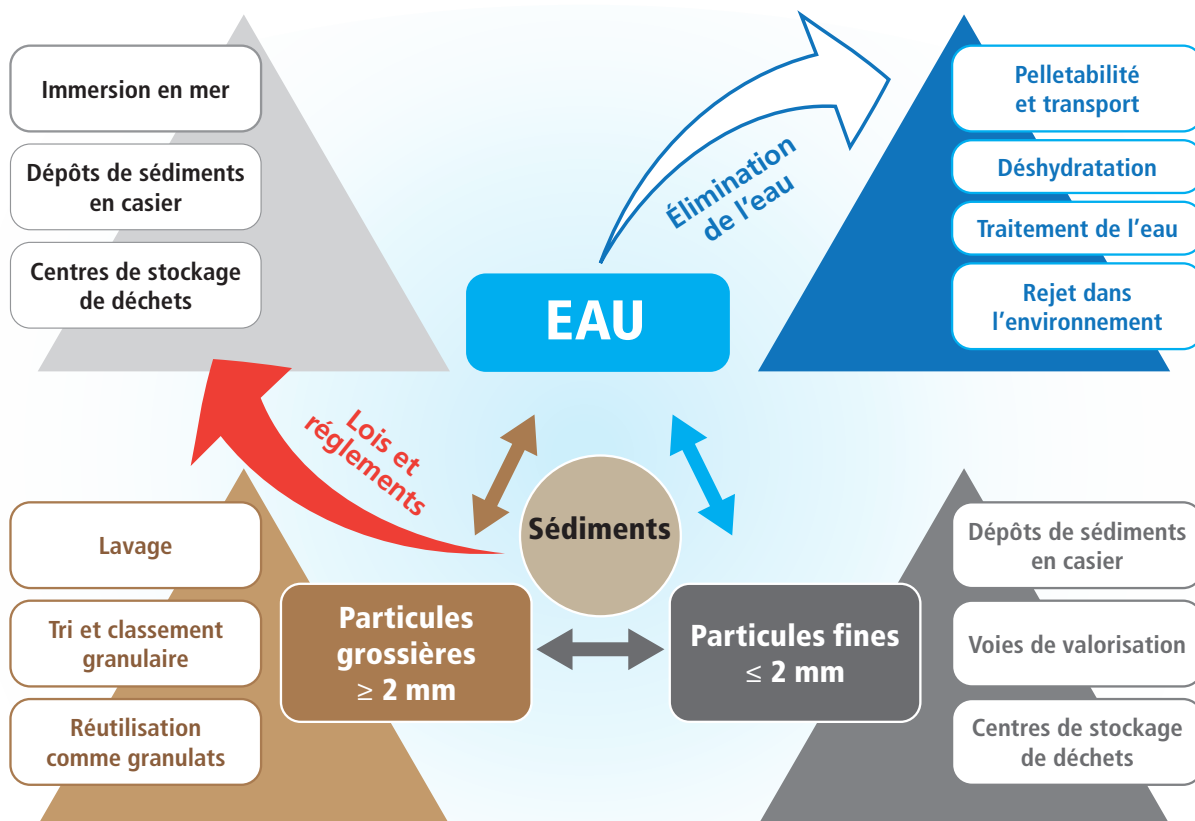 Immersion en mer
Dépôts de sédiments
en casier
Centres de stockage
de déchets
Élimination
de l'eau
Pelletabilité
et transport
Déshydratation
Traitement de l'eau
Rejet dans
l'environnement
EAU
Lois et
réglements
Sédiments
Lavage
Tri et classement
granulaire
Réutilisation
comme granulats
Particules
grossières
≥ 2 mm
Particules fines
≤ 2 mm
Dépôts de sédiments
en casier
Voies de valorisation
Centres de stockage
de déchets